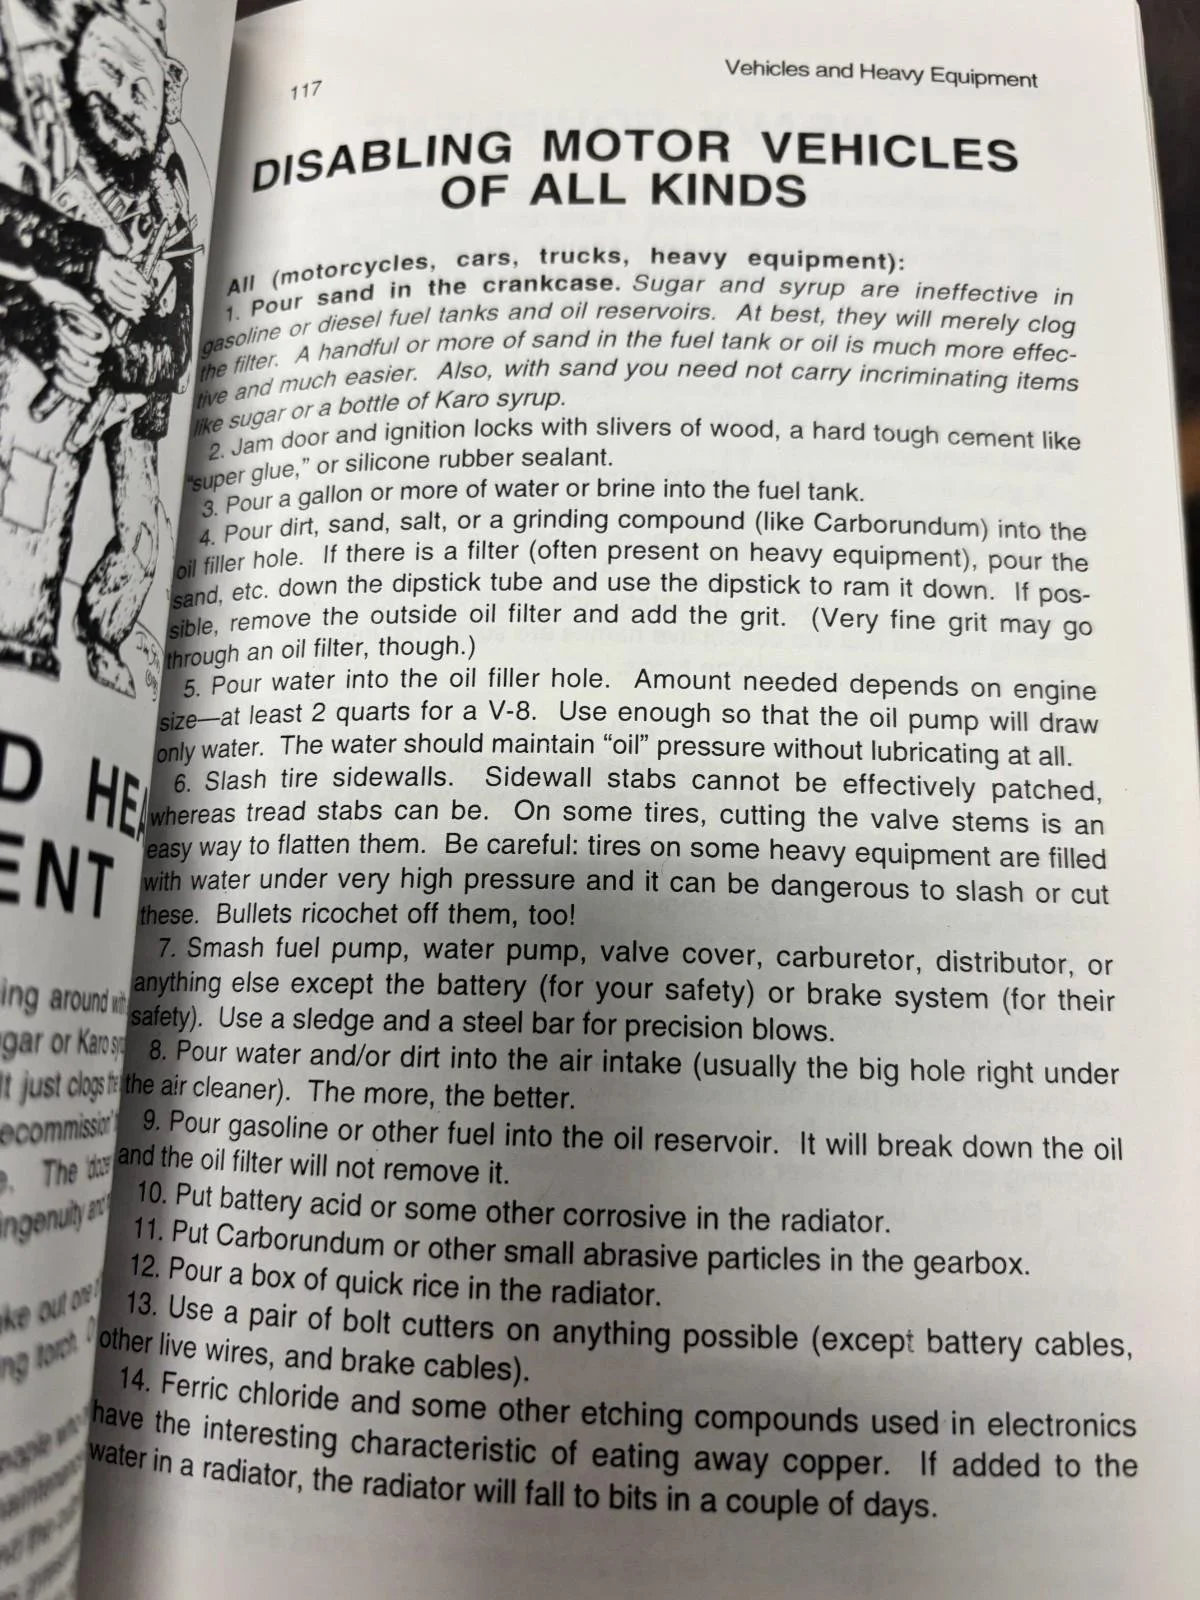 D HEA
ENT
ing around with
gar or Karo
It just clogs the
ecommission
The 'doze
ingenuity and
ke out one
ing torch.
117
Vehicles and Heavy Equipment
DISABLING MOTOR VEHICLES
OF ALL KINDS
All (motorcycles, cars, trucks, heavy equipment):
1. Pour sand in the crankcase. Sugar and syrup are ineffective in
gasoline or diesel fuel tanks and oil reservoirs. At best, they will merely clog
the filter. A handful or more of sand in the fuel tank or oil is much more effec-
tive and much easier. Also, with sand you need not carry incriminating items
like sugar or a bottle of Karo syrup.
2. Jam door and ignition locks with slivers of wood, a hard tough cement like
“super glue,” or silicone rubber sealant.
3. Pour a gallon or more of water or brine into the fuel tank.
4. Pour dirt, sand, salt, or a grinding compound (like Carborundum) into the
oil filler hole. If there is a filter (often present on heavy equipment), pour the
sand, etc. down the dipstick tube and use the dipstick to ram it down. If pos-
sible, remove the outside oil filter and add the grit. (Very fine grit may go
through an oil filter, though.)
5. Pour water into the oil filler hole. Amount needed depends on engine
size—at least 2 quarts for a V-8. Use enough so that the oil pump will draw
only water. The water should maintain “oil” pressure without lubricating at all.
6. Slash tire sidewalls. Sidewall stabs cannot be effectively patched,
whereas tread stabs can be. On some tires, cutting the valve stems is an
easy way to flatten them. Be careful: tires on some heavy equipment are filled
with water under very high pressure and it can be dangerous to slash or cut
these. Bullets ricochet off them, too!
7. Smash fuel pump, water pump, valve cover, carburetor, distributor, or
anything else except the battery (for your safety) or brake system (for their
safety). Use a sledge and a steel bar for precision blows.
8. Pour water and/or dirt into the air intake (usually the big hole right under
the air cleaner). The more, the better.
9. Pour gasoline or other fuel into the oil reservoir. It will break down the oil
and the oil filter will not remove it.
10. Put battery acid or some other corrosive in the radiator.
11. Put Carborundum or other small abrasive particles in the gearbox.
12. Pour a box of quick rice in the radiator.
13. Use a pair of bolt cutters on anything possible (except battery cables,
other live wires, and brake cables).
14. Ferric chloride and some other etching compounds used in electronics
have the interesting characteristic of eating away copper. If added to the
water in a radiator, the radiator will fall to bits in a couple of days.